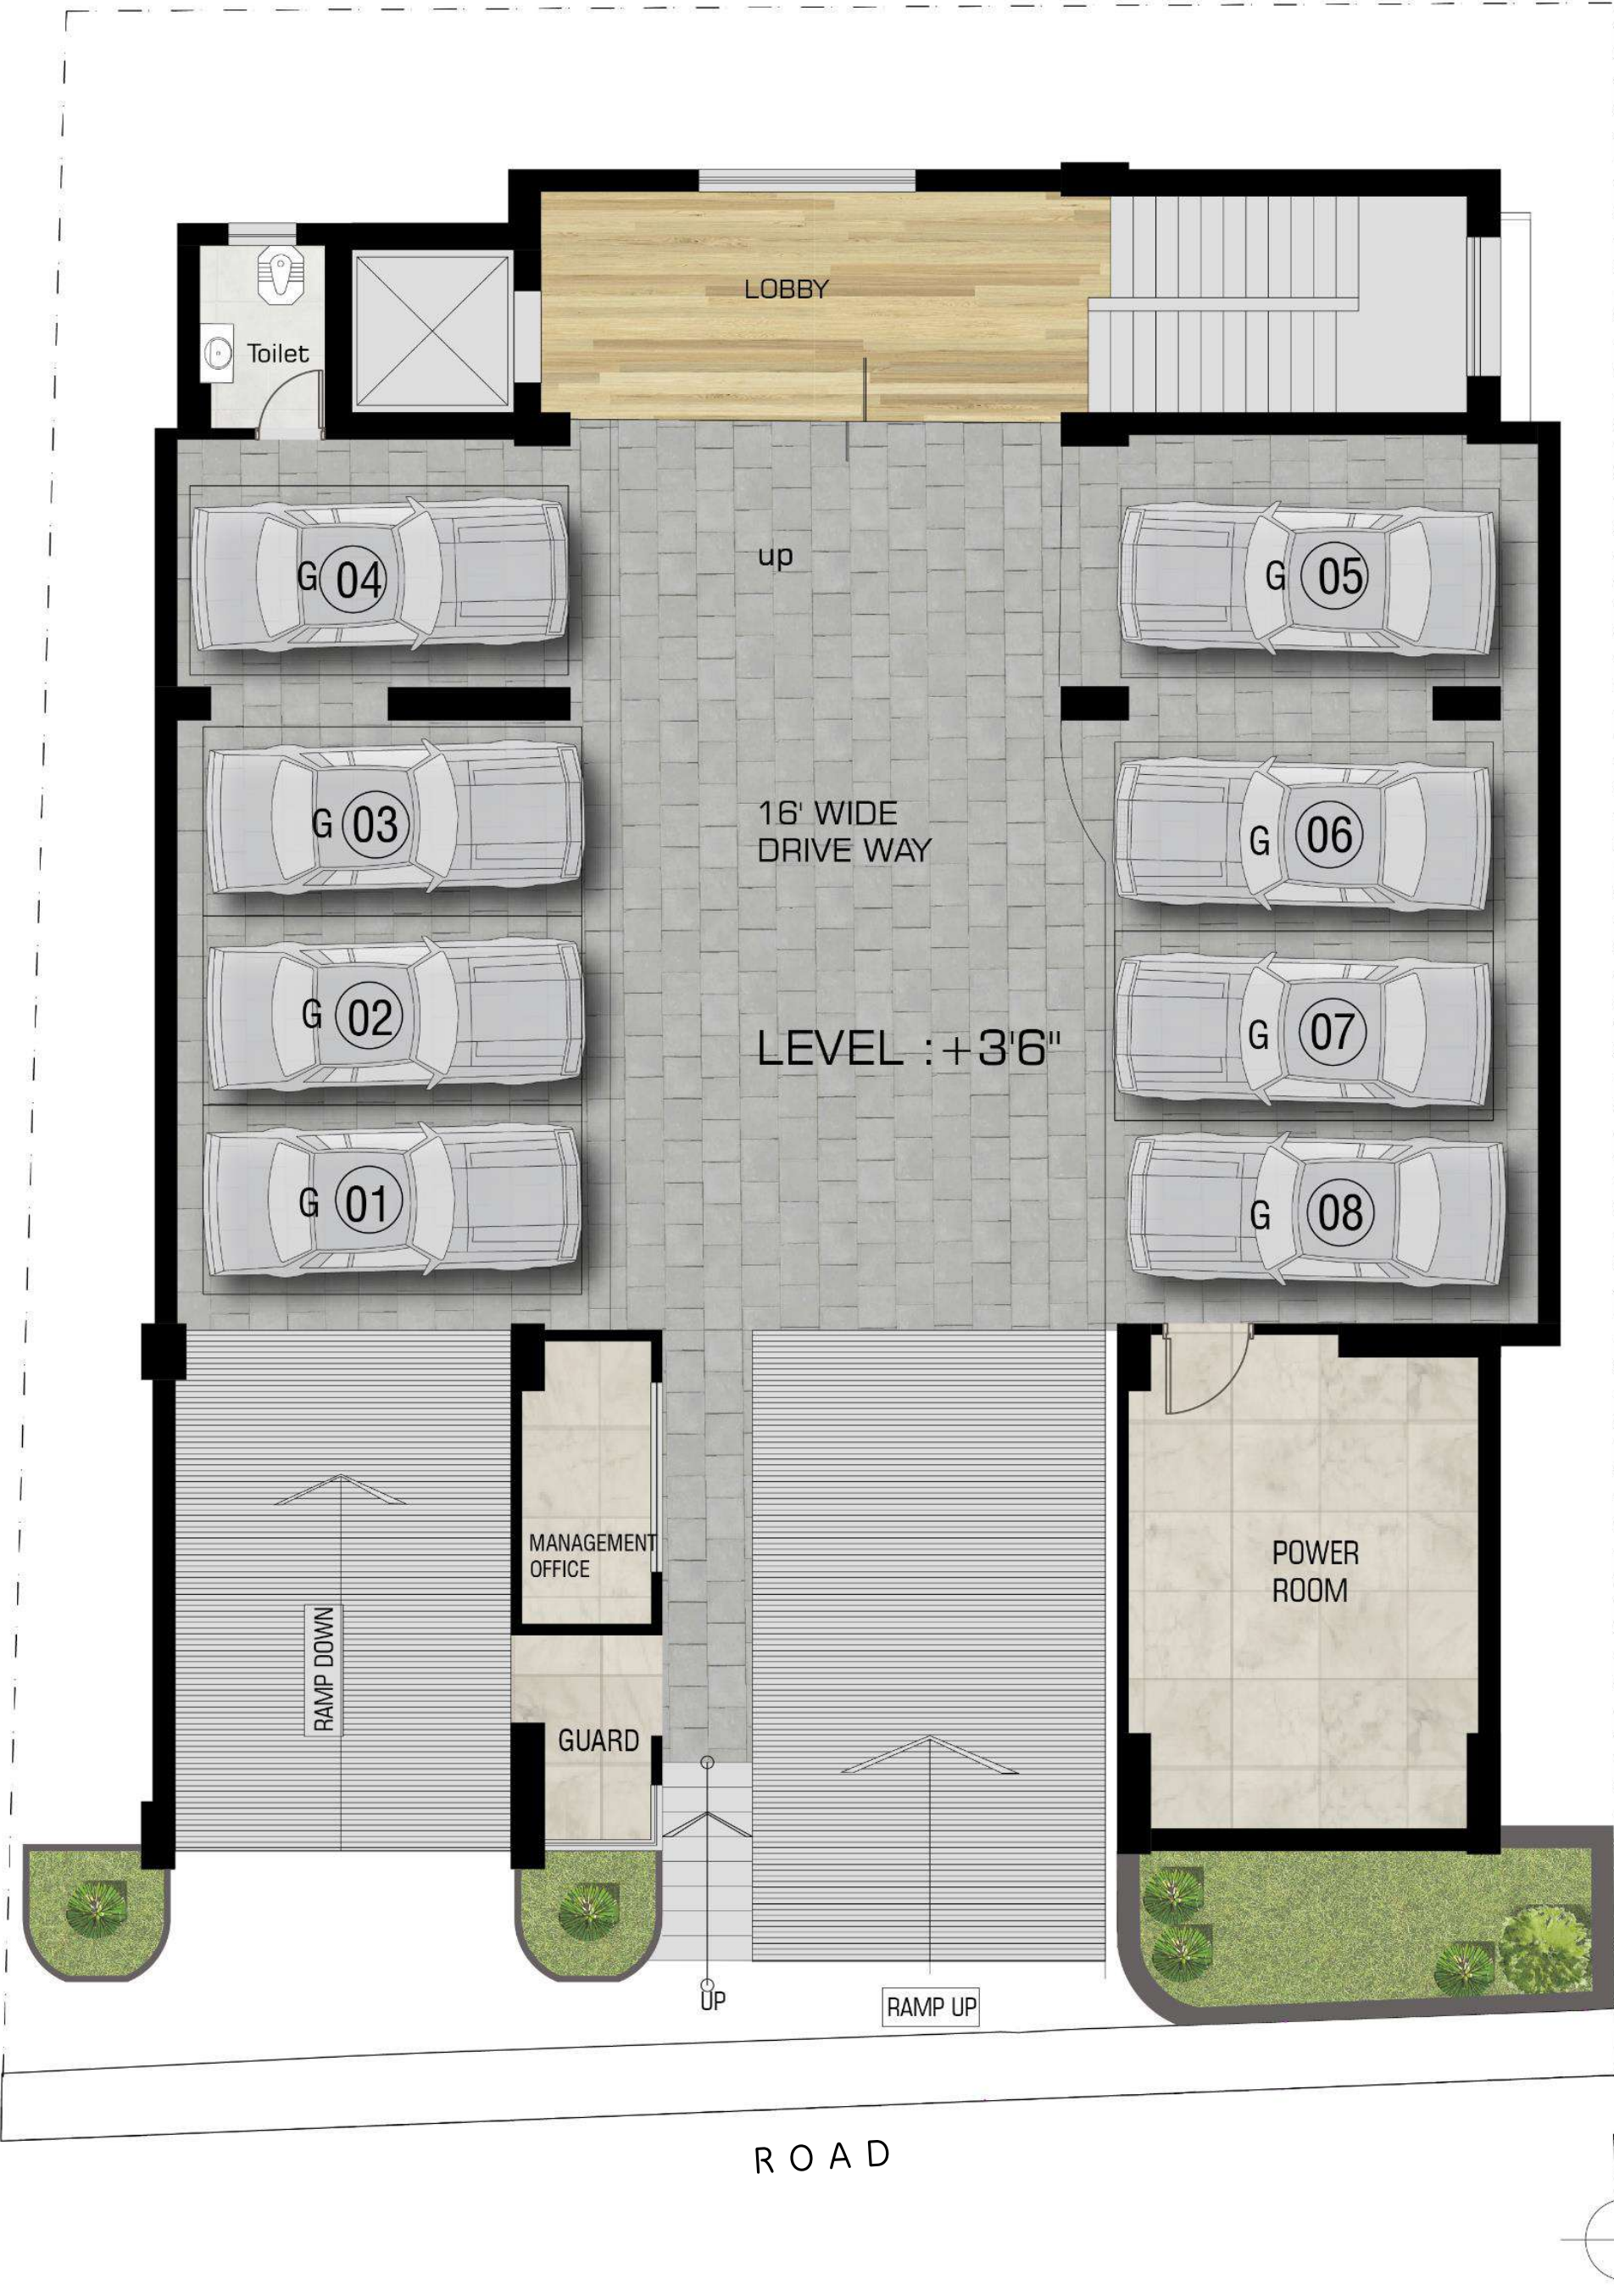 LOBBY
Toilet
up
G 04
G 05
G 03
16' WIDE
DRIVE WAY
G 06
G 02
LEVEL :+3'6"
G 07
G 01
G 08
MANAGEMENT
OFFICE
POWER
ROOM
RAMP DOWN
GUARD
UP
RAMP UP
ROAD